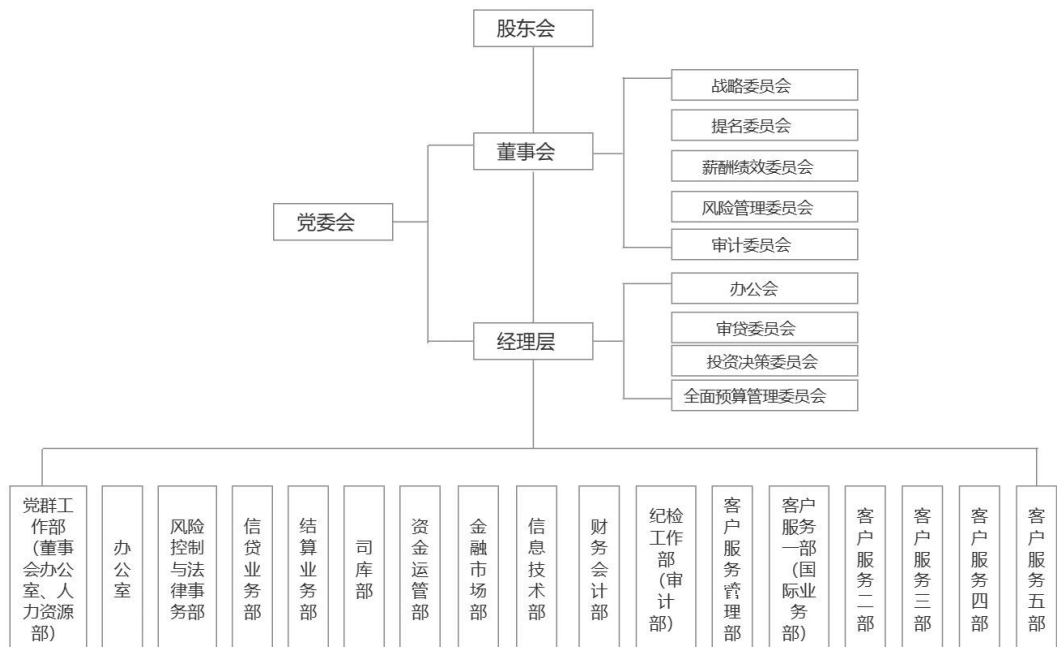 股东会
战略委员会
提名委员会
董事会
薪酬绩效委员会
风险管理委员会
党委会
审计委员会
办公会
审贷委员会
经理层
投资决策委员会
全面预算管理委员会
党群工
作部
（董事
会办公
室、人
力资源
部）
办公室
风险
控制
与法
律事
务部
信贷业务部
结算业务部
司库部
资金运管部
金融市场部
信息技术部
财务会计部
纪检
工作
部
（审
计
部）
客户服务管理部
客户
服务
一部
（国
际业
务
部）
客户服务二部
客户服务三部
客户服务四部
客户服务五部